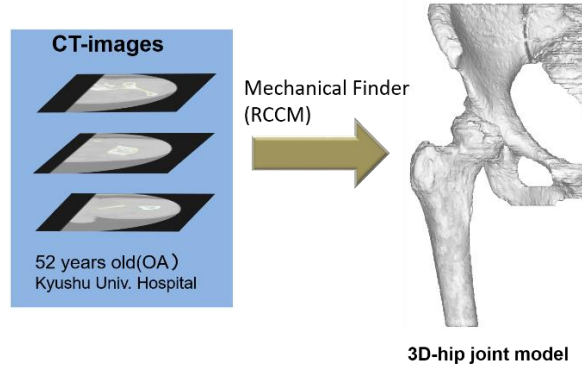 CT-images
Mechanical Finder
(RCCM)
52 years old(OA）
Kyushu Univ. Hospital
3D-hip joint model